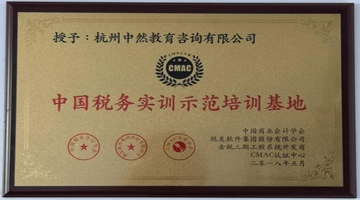 授予：杭州中然教育咨询有限公司
CMAC
中国税务实训示范培训基地
中国商业会计学会
税友软件集团股份有限公司
金税三期工程系统开发商
CMAC认证中心
二零一八年五月